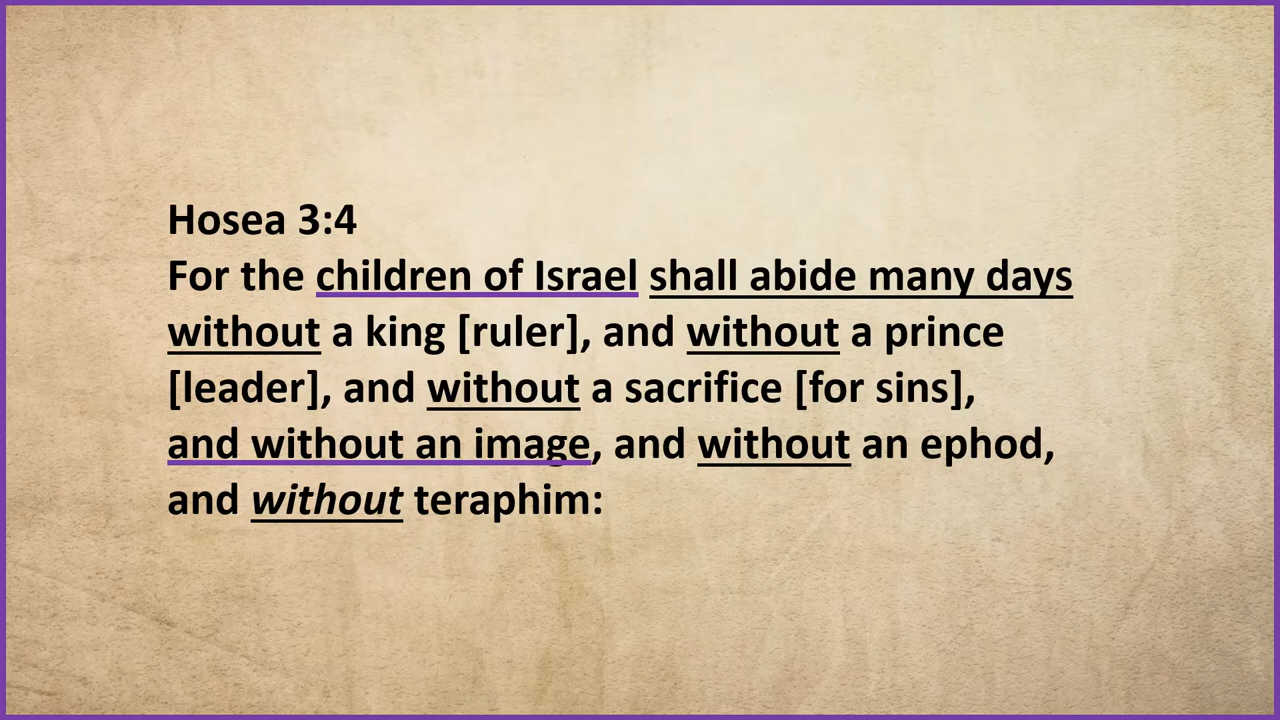 Hosea 3:4
For the children of Israel shall abide many days
without a king [ruler], and without a prince
[leader], and without a sacrifice [for sins],
and without an image, and without an ephod,
and without teraphim: